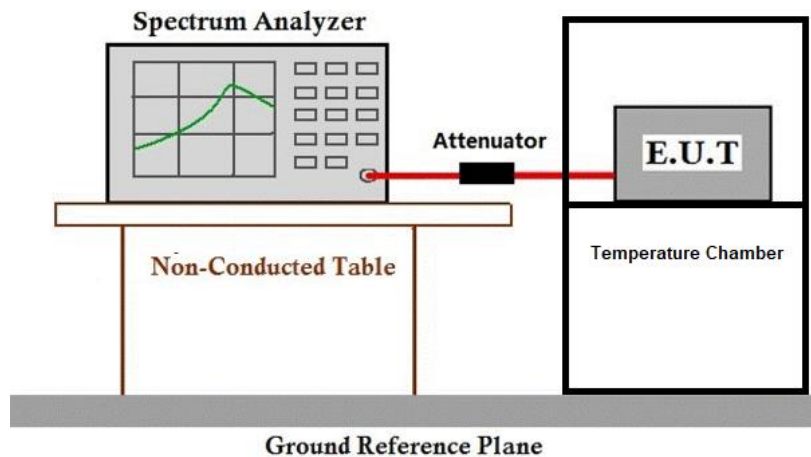 Spectrum Analyzer
Attenuator
E.U.T
Temperature Chamber
Non-Conducted Table
Ground Reference Plane